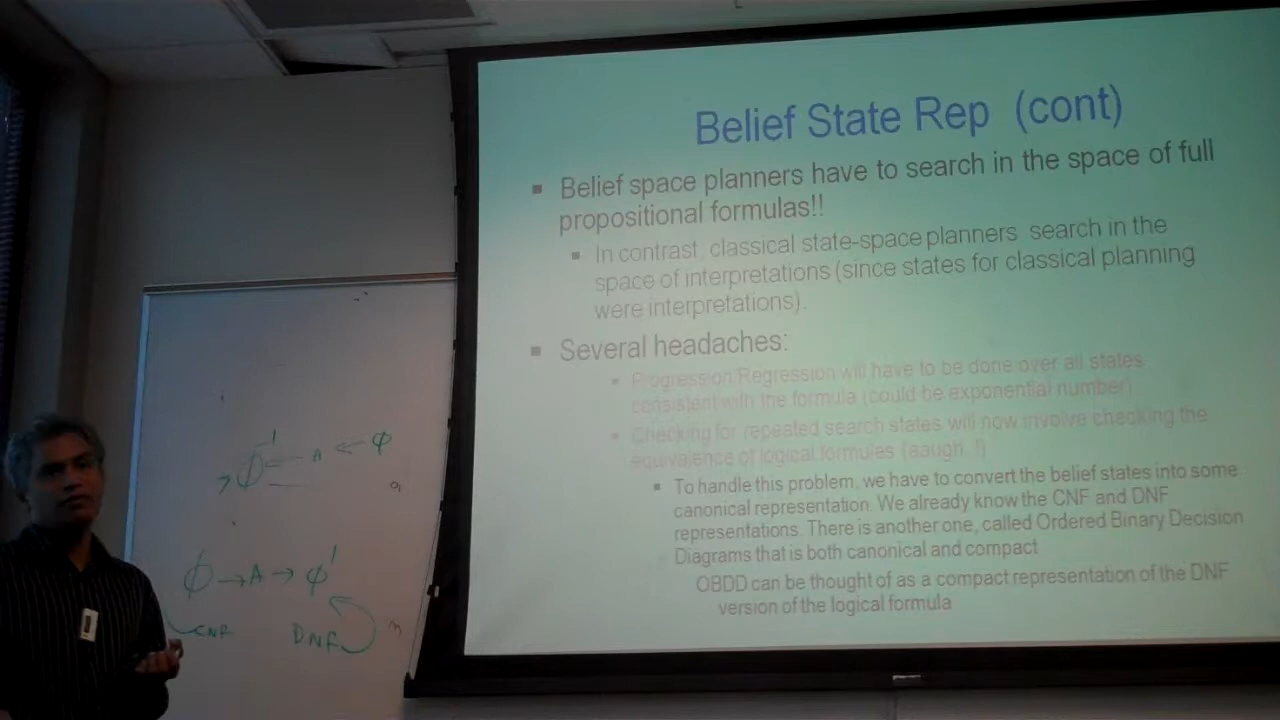 Belief State Rep (cont)
▪ Belief space planners have to search in the space of full
propositional formulas!!
▪ In contrast, classical state-space planners search in the
space of interpretations (since states for classical planning
were interpretations).
▪ Several headaches:
▪ Progression/Regression will have to be done over all states
consistent with the formula (could be exponential number)
▪ Checking for repeated search states will now involve checking the
equivalence of logical formulas (aaugh..!)
▪ To handle this problem, we have to convert the belief states into some
canonical representation. We already know the CNF and DNF
representations. There is another one, called Ordered Binary Decision
Diagrams that is both canonical and compact
OBDD can be thought of as a compact representation of the DNF
version of the logical formula
ϕ' ← A ← ϕ
ϕ → A → ϕ'
CNF DNF